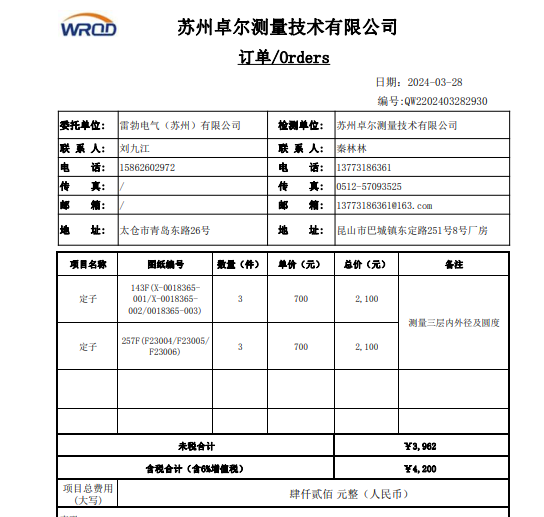 WROD
苏州卓尔测量技术有限公司
订单/Orders
日期：2024-03-28
编号:QW2202403282930
委托单位: 雷勃电气（苏州）有限公司 检测单位: 苏州卓尔测量技术有限公司
联 系 人: 刘九江 联 系 人: 秦林林
电 话: 15862602972 电 话: 13773186361
传 真: / 传 真: 0512-57093525
邮 箱: / 邮 箱: 13773186361@163.com
地 址: 太仓市青岛东路26号 地 址: 昆山市巴城镇东定路251号8号厂房
项目名称 图纸编号 数量（件） 单价（元） 总价（元） 备注
定子 143F(X-0018365-001/X-0018365-002/0018365-003) 3 700 2,100 测量三层内外径及圆度
定子 257F(F23004/F23005/F23006) 3 700 2,100
未税合计 ¥3,962
含税合计（含6%增值税） ¥4,200
项目总费用(大写) 肆仟贰佰 元整（人民币）